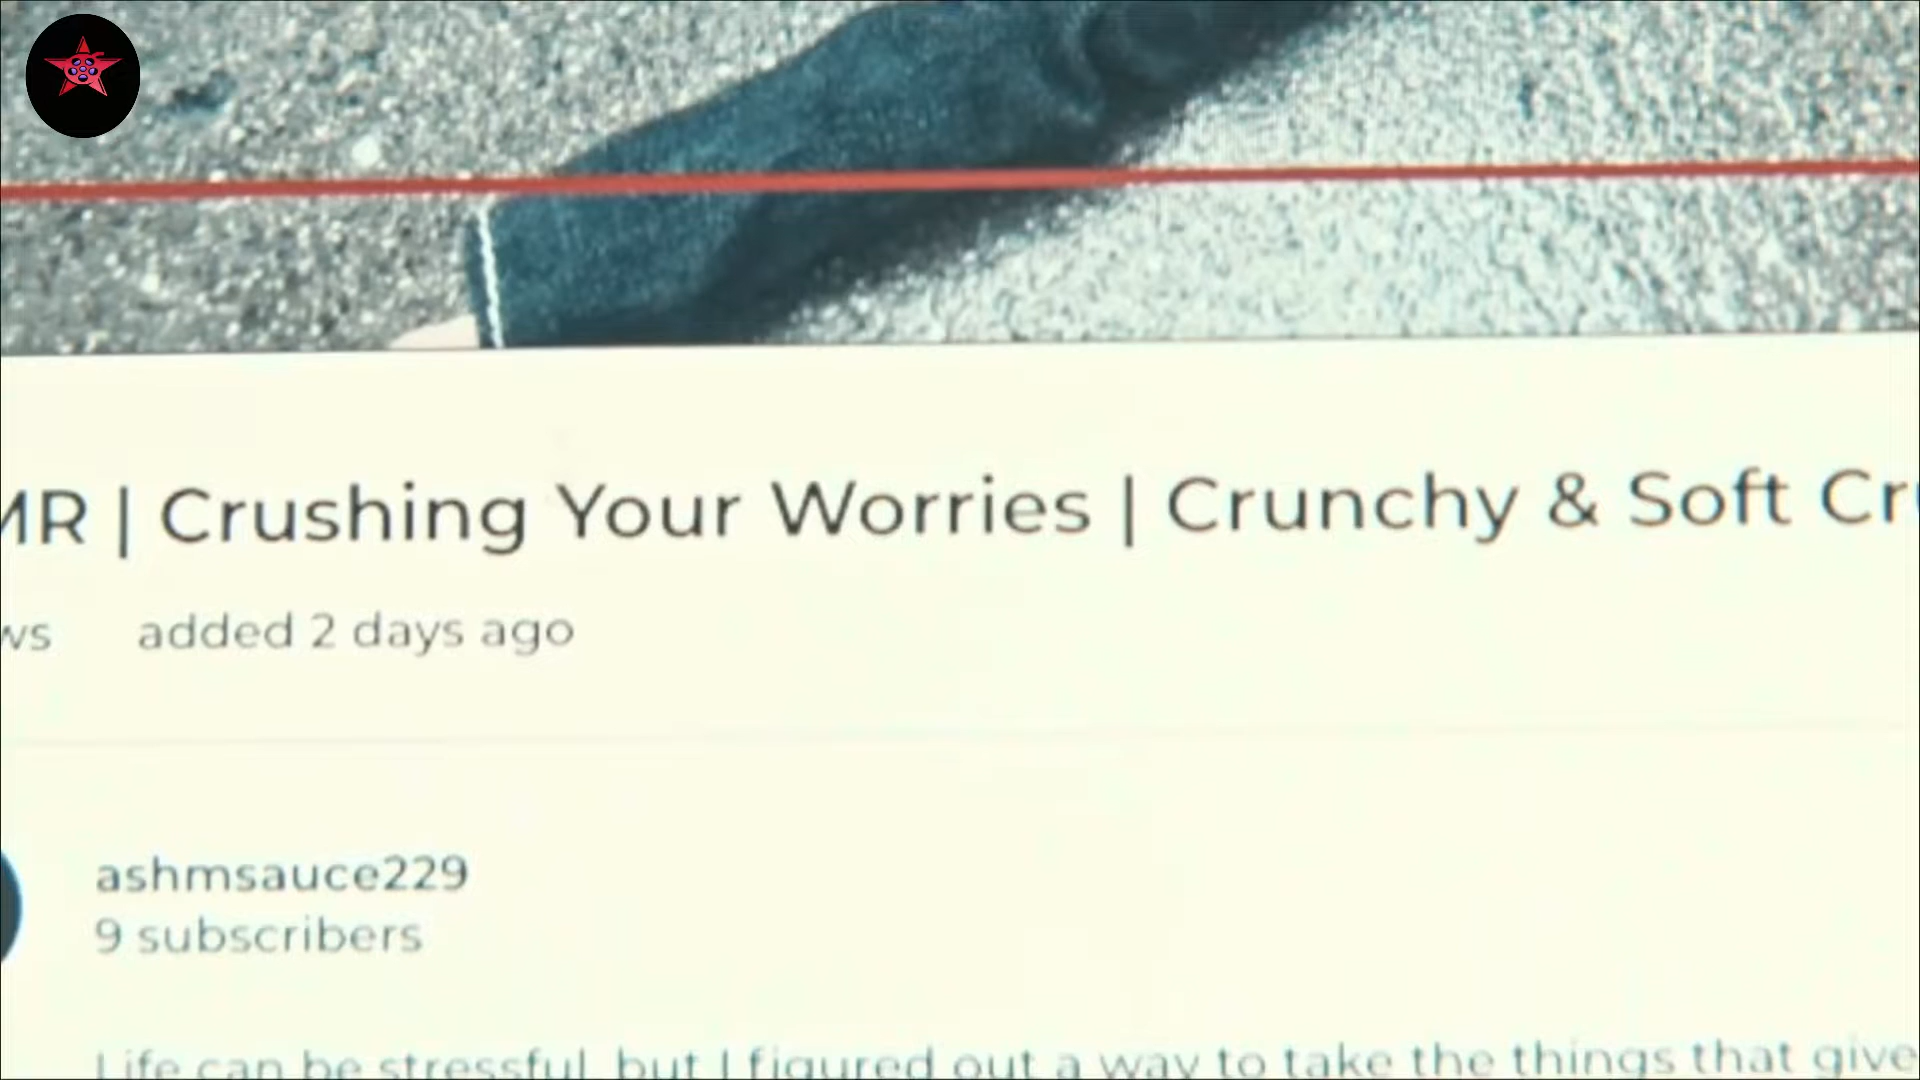 MR | Crushing Your Worries | Crunchy & Soft Cr
ws added 2 days ago
ashmsauce229
9 subscribers
Life can be stressful, but I figured out a way to take the things that give